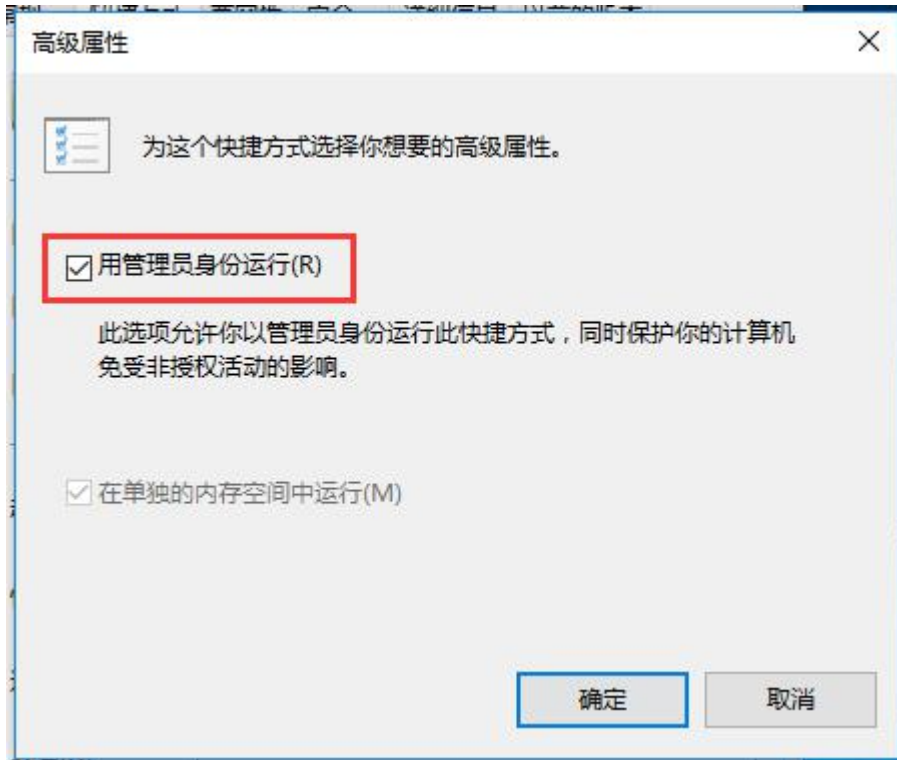 高级属性
为这个快捷方式选择你想要的高级属性。
用管理员身份运行(R)
此选项允许你以管理员身份运行此快捷方式，同时保护你的计算机
免受非授权活动的影响。
在单独的内存空间中运行(M)
确定
取消